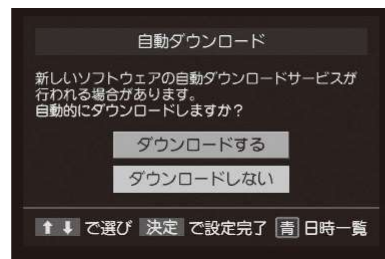 自動ダウンロード
新しいソフトウェアの自動ダウンロードサービスが
行われる場合があります。
自動的にダウンロードしますか？
ダウンロードする
ダウンロードしない
⬆⬇ で選び 決定 で設定完了 青 日時一覧